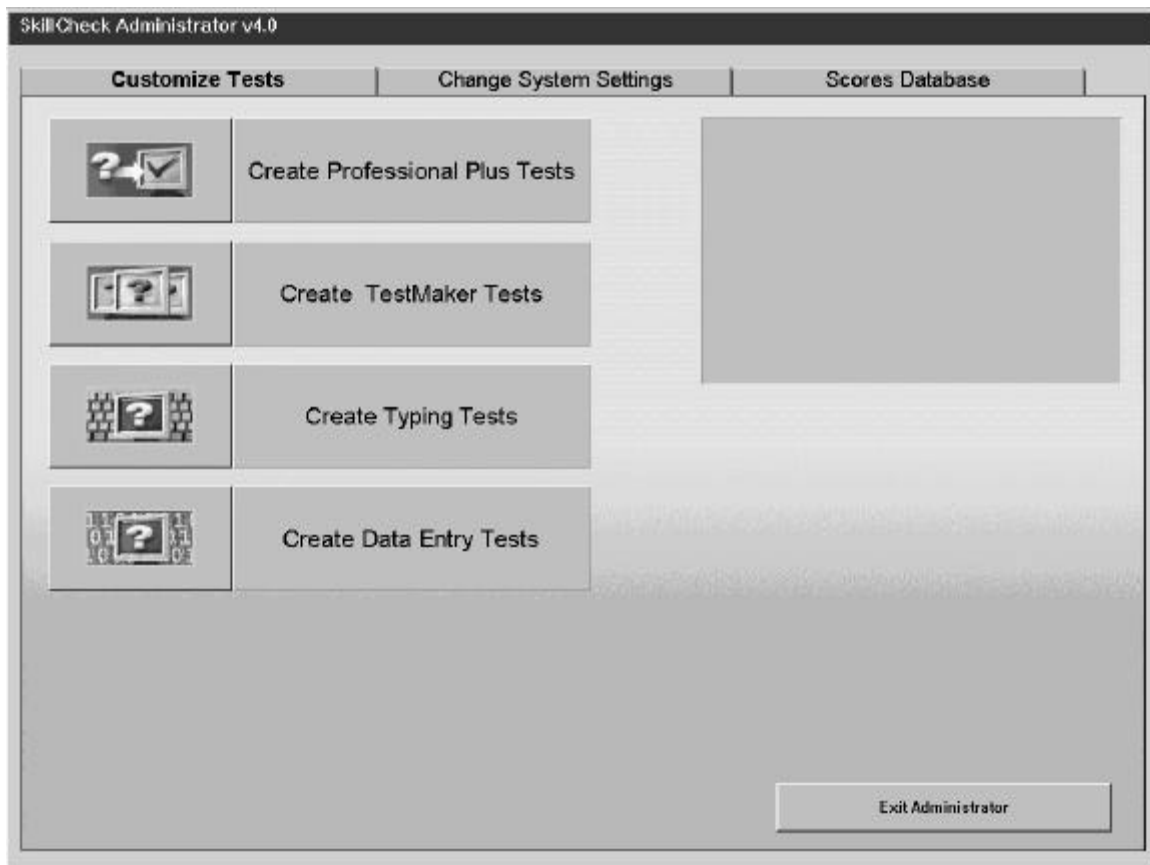 SkillCheck Administrator v4.0
Customize Tests
Change System Settings
Scores Database
Create Professional Plus Tests
Create TestMaker Tests
Create Typing Tests
Create Data Entry Tests
Exit Administrator